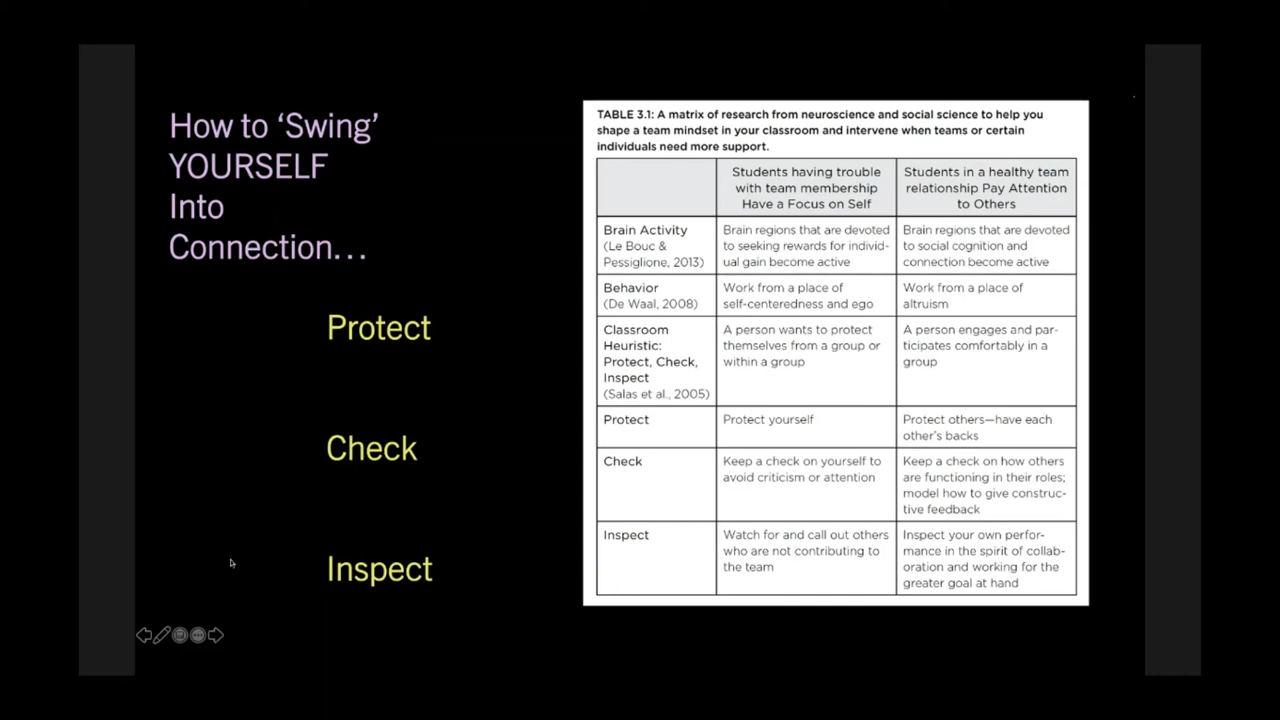 How to ‘Swing’
YOURSELF
Into
Connection…
Protect
Check
Inspect
TABLE 3.1: A matrix of research from neuroscience and social science to help you
shape a team mindset in your classroom and intervene when teams or certain
individuals need more support.
Students having trouble
with team membership
Have a Focus on Self
Students in a healthy team
relationship Pay Attention
to Others
Brain Activity
(Le Bouc &
Pessiglione, 2013)
Brain regions that are devoted
to seeking rewards for individ-
ual gain become active
Brain regions that are devoted
to social cognition and
connection become active
Behavior
(De Waal, 2008)
Work from a place of
self-centeredness and ego
Work from a place of
altruism
Classroom
Heuristic:
Protect, Check,
Inspect
(Salas et al., 2005)
A person wants to protect
themselves from a group or
within a group
A person engages and par-
ticipates comfortably in a
group
Protect
Protect yourself
Protect others—have each
other’s backs
Check
Keep a check on yourself to
avoid criticism or attention
Keep a check on how others
are functioning in their roles;
model how to give construc-
tive feedback
Inspect
Watch for and call out others
who are not contributing to
the team
Inspect your own perfor-
mance in the spirit of collab-
oration and working for the
greater goal at hand